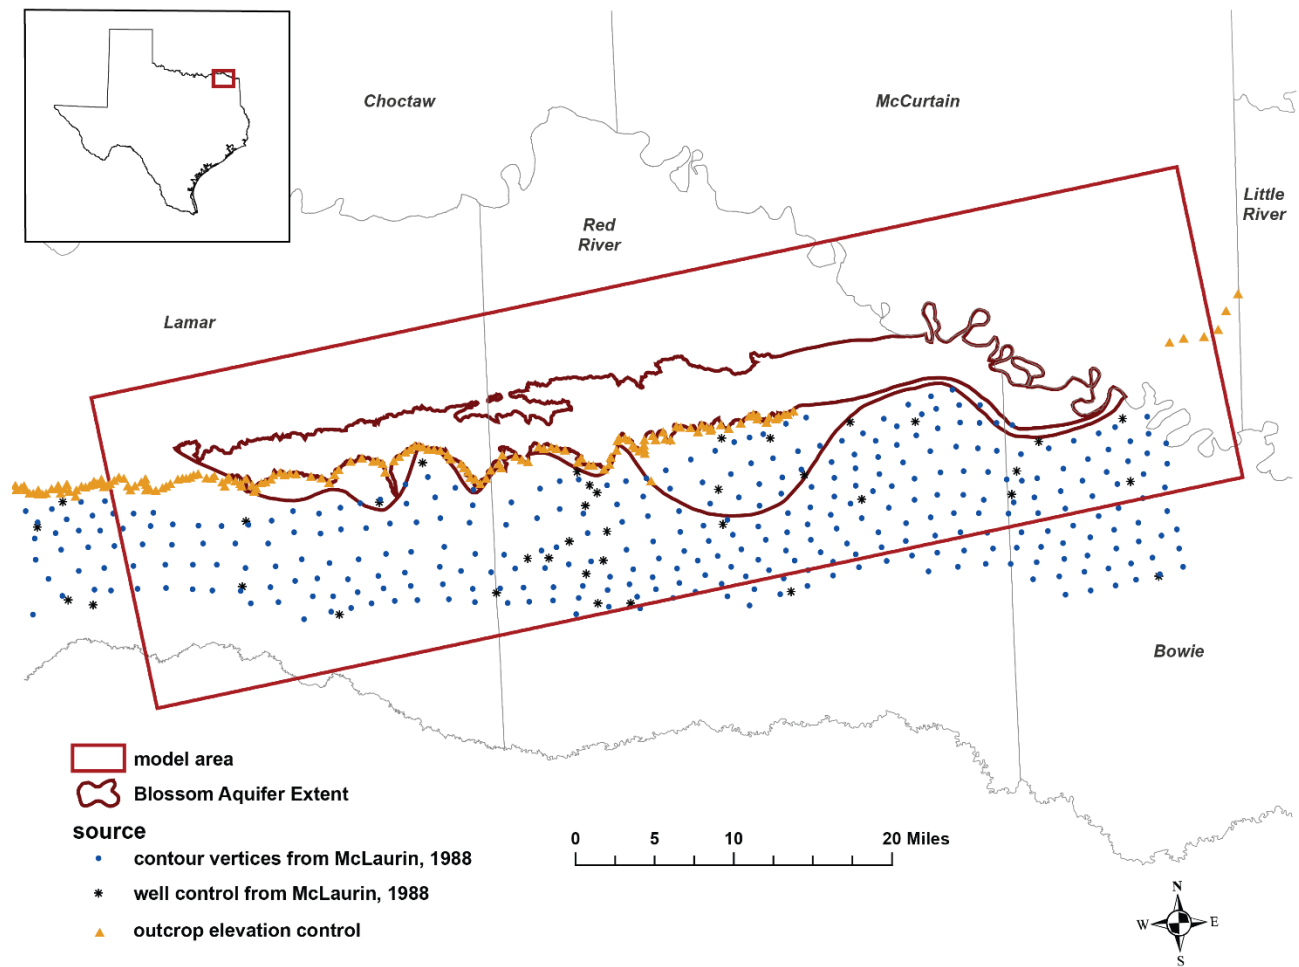 Choctaw
McCurtain
Little
River
Red
River
Lamar
Bowie
model area
Blossom Aquifer Extent
source
contour vertices from McLaurin, 1988
well control from McLaurin, 1988
outcrop elevation control
0 5 10 20 Miles
N
W E
S